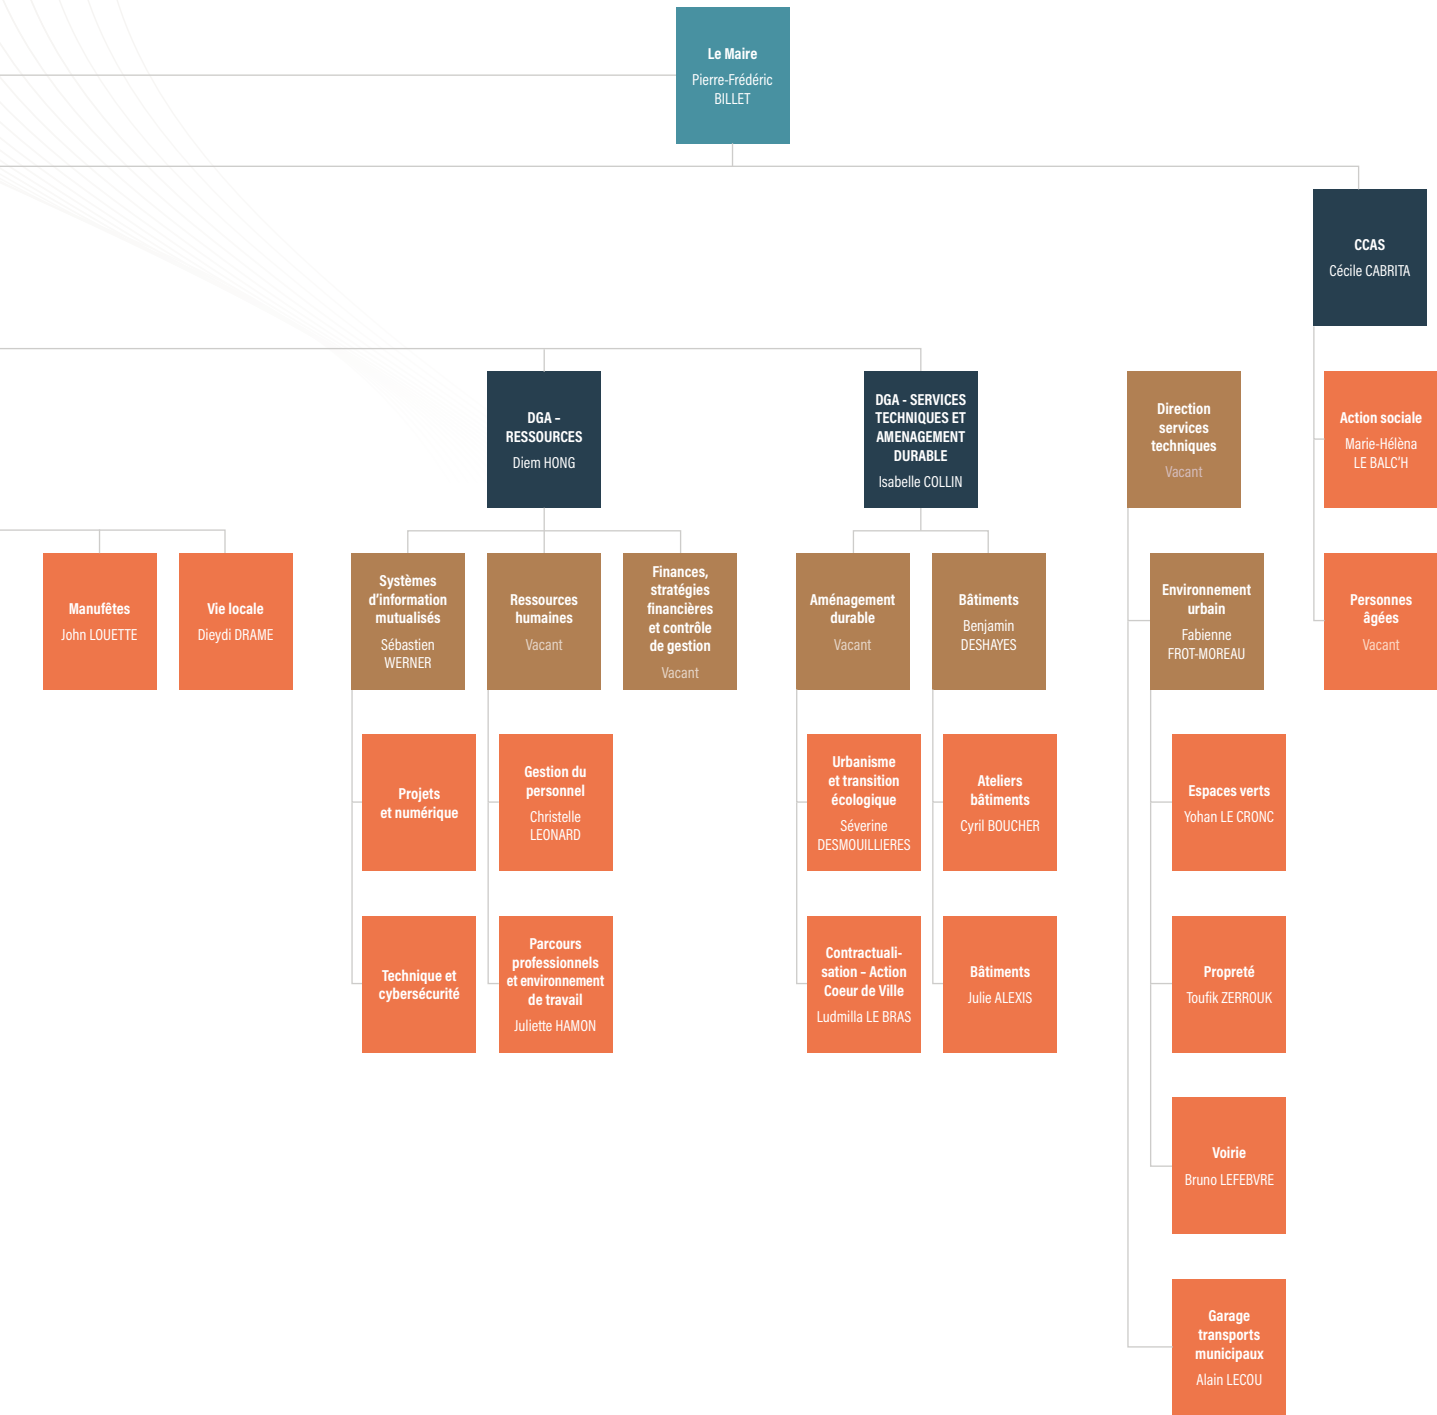 Le Maire
Pierre-Frédéric
BILLET
CCAS
Cécile CABRITA
DGA –
RESSOURCES
Diem HONG
DGA - SERVICES
TECHNIQUES ET
AMENAGEMENT
DURABLE
Isabelle COLLIN
Direction
services
techniques
Vacant
Action sociale
Marie-Hélèna
LE BALC'H
Manufêtes
John LOUETTE
Vie locale
Dieydi DRAME
Systèmes
d'information
mutualisés
Sébastien
WERNER
Ressources
humaines
Vacant
Finances,
stratégies
financières
et contrôle
de gestion
Vacant
Aménagement
durable
Vacant
Bâtiments
Benjamin
DESHAYES
Environnement
urbain
Fabienne
FROT-MOREAU
Personnes
âgées
Vacant
Projets
et numérique
Gestion du
personnel
Christelle
LEONARD
Urbanisme
et transition
écologique
Séverine
DESMOUILLIERES
Ateliers
bâtiments
Cyril BOUCHER
Espaces verts
Yohan LE CRONC
Technique et
cybersécurité
Parcours
professionnels
et environnement
de travail
Juliette HAMON
Contractuali-
sation – Action
Coeur de Ville
Ludmilla LE BRAS
Bâtiments
Julie ALEXIS
Propreté
Toufik ZERROUK
Voirie
Bruno LEFEBVRE
Garage
transports
municipaux
Alain LECOU